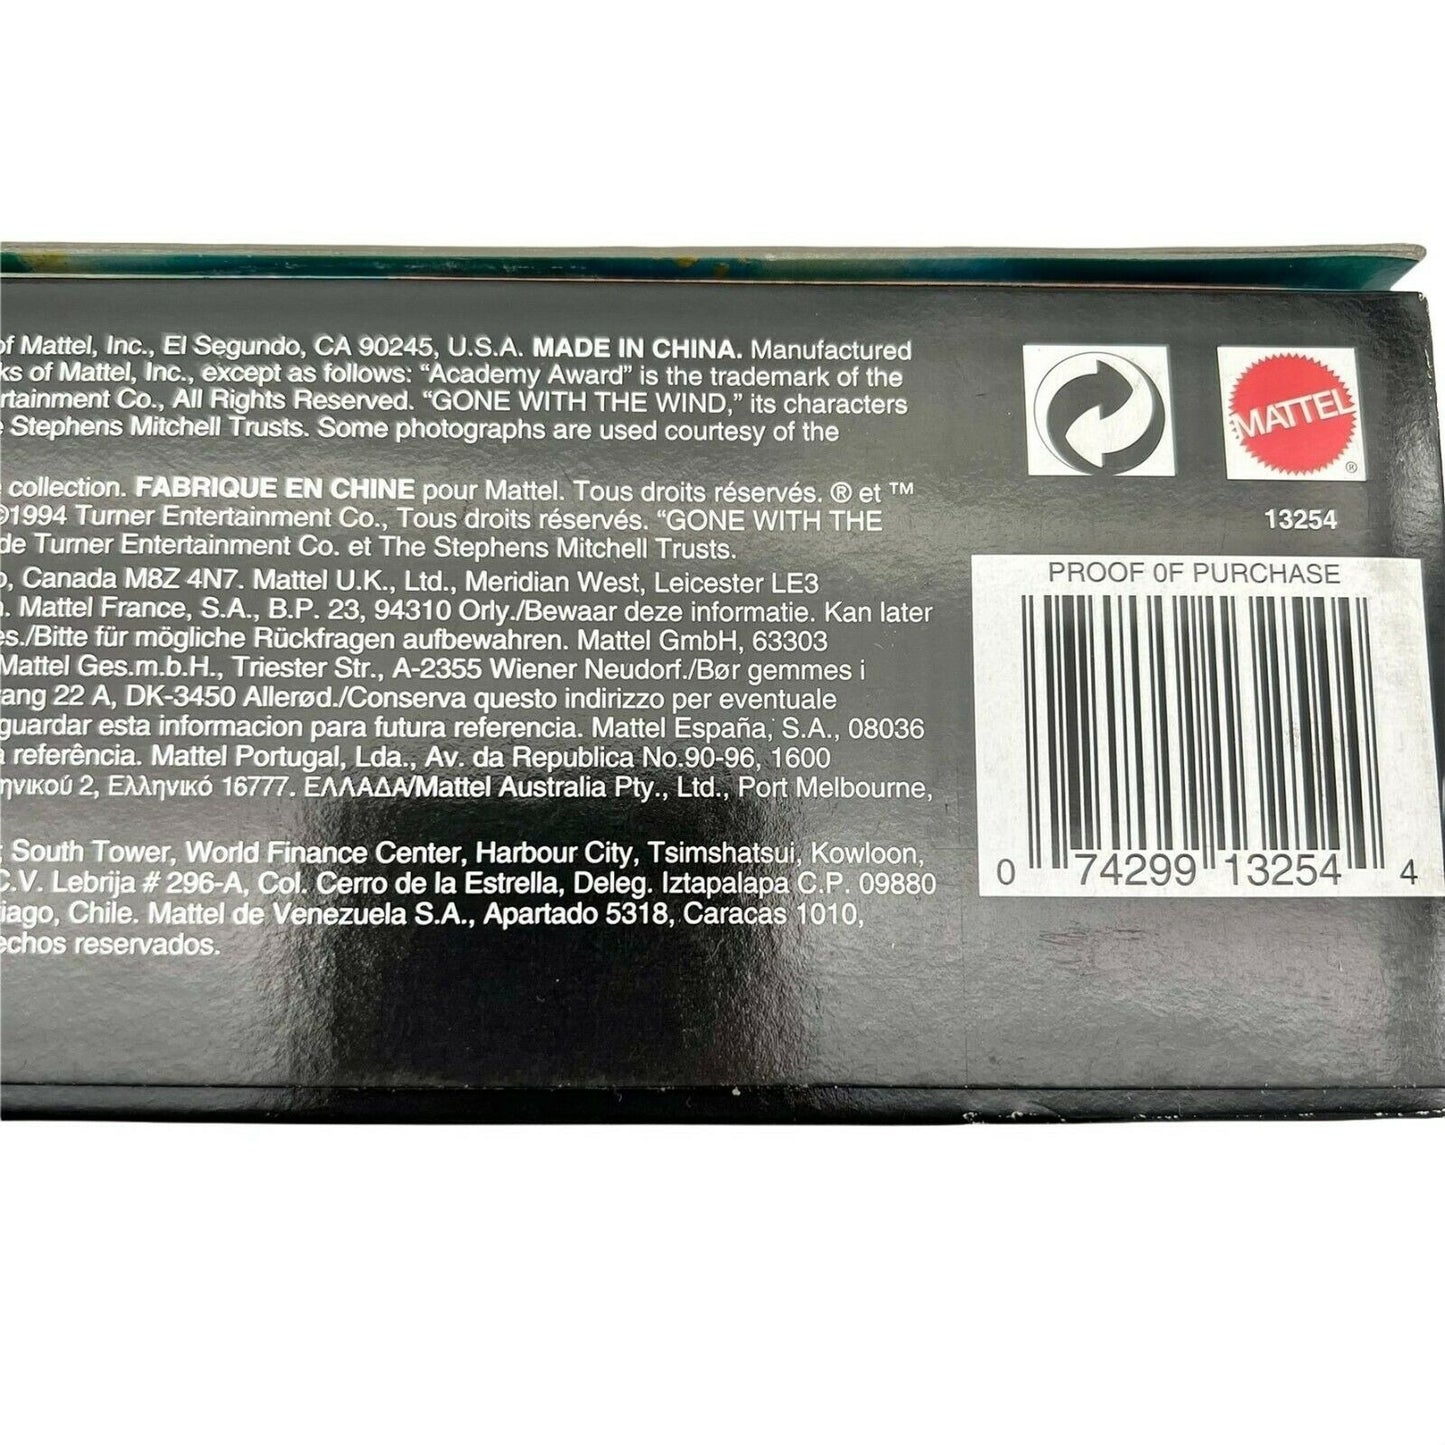 of Mattel, Inc., El Segundo, CA 90245, U.S.A. MADE IN CHINA. Manufactured
ks of Mattel, Inc., except as follows: “Academy Award” is the trademark of the
rtainment Co., All Rights Reserved. “GONE WITH THE WIND,” its characters
e Stephens Mitchell Trusts. Some photographs are used courtesy of the
e collection. FABRIQUE EN CHINE pour Mattel. Tous droits réservés. ® et ™
©1994 Turner Entertainment Co., Tous droits réservés. “GONE WITH THE
de Turner Entertainment Co. et The Stephens Mitchell Trusts.
o, Canada M8Z 4N7. Mattel U.K., Ltd., Meridian West, Leicester LE3
n. Mattel France, S.A., B.P. 23, 94310 Orly./Bewaar deze informatie. Kan later
es./Bitte für mögliche Rückfragen aufbewahren. Mattel GmbH, 63303
Mattel Ges.m.b.H., Triester Str., A-2355 Wiener Neudorf./Bør gemmes i
vang 22 A, DK-3450 Allerød./Conserva questo indirizzo per eventuale
guardar esta informacion para futura referencia. Mattel España, S.A., 08036
a referência. Mattel Portugal, Lda., Av. da Republica No.90-96, 1600
ηνικού 2, Ελληνικό 16777. ΕΛΛΑΔΑ/Mattel Australia Pty., Ltd., Port Melbourne,
; South Tower, World Finance Center, Harbour City, Tsimshatsui, Kowloon,
C.V. Lebrija # 296-A, Col. Cerro de la Estrella, Deleg. Iztapalapa C.P. 09880
tiago, Chile. Mattel de Venezuela S.A., Apartado 5318, Caracas 1010,
echos reservados.
MATTEL
®
13254
PROOF OF PURCHASE
0 74299 13254 4